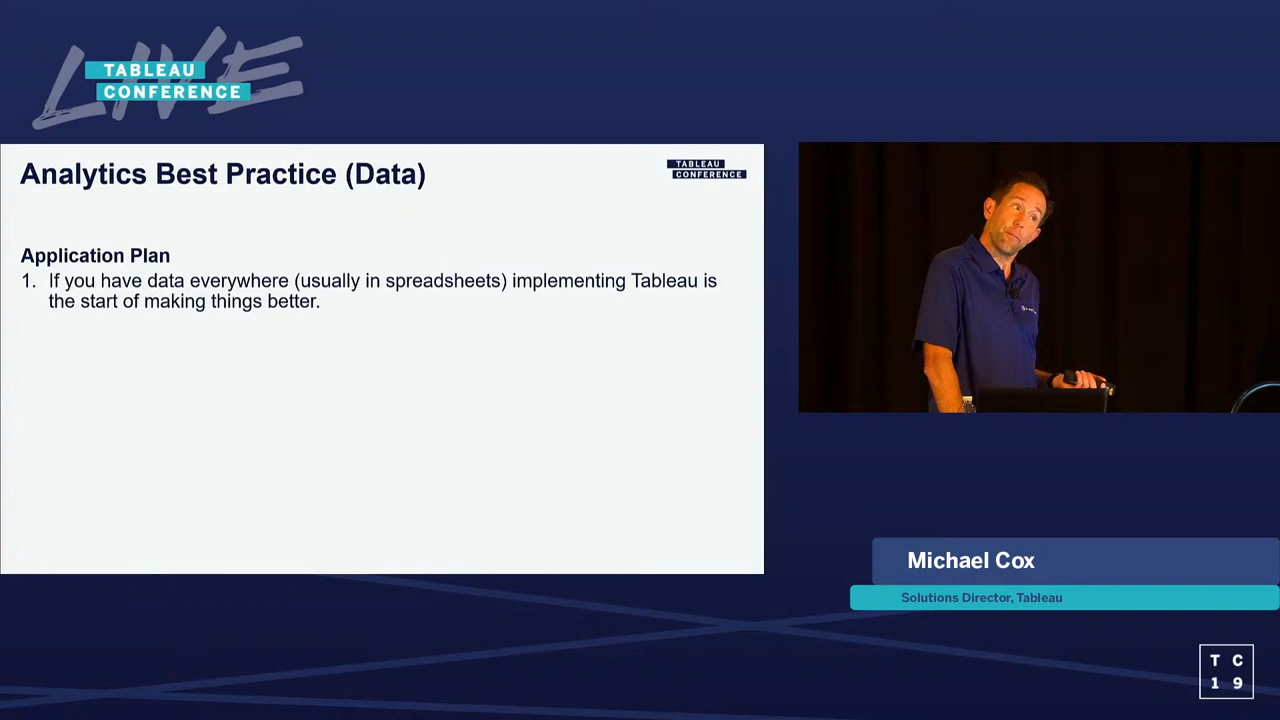 LIVE
TABLEAU
CONFERENCE
Analytics Best Practice (Data)
TABLEAU
CONFERENCE
Application Plan
1. If you have data everywhere (usually in spreadsheets) implementing Tableau is
the start of making things better.
Michael Cox
Solutions Director, Tableau
T C
1 9